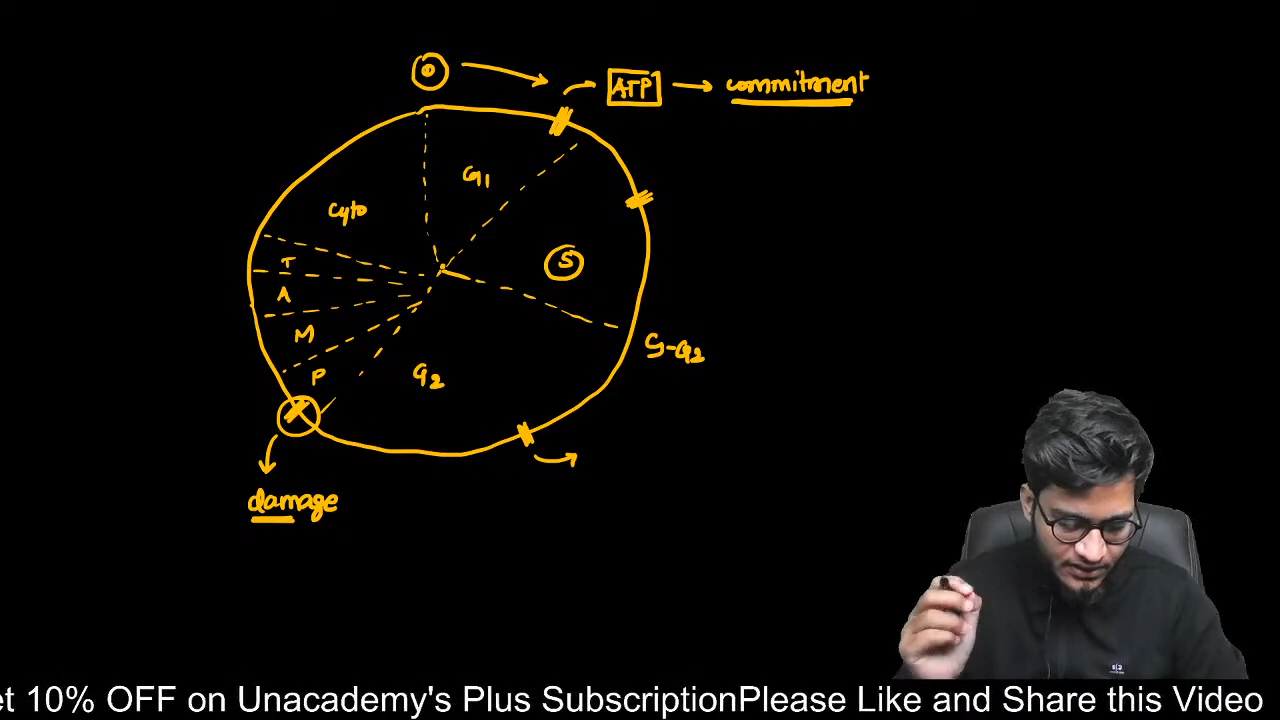 ATP
commitment
G1
Cyto
S
T
A
M
P
G2
S-G2
damage
et 10% OFF on Unacademy's Plus SubscriptionPlease Like and Share this Video